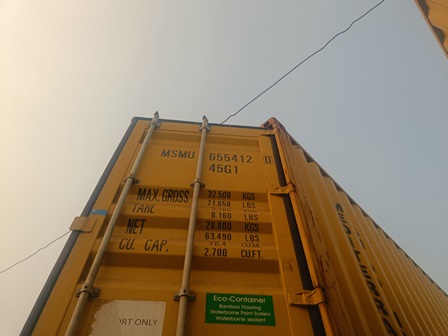 MSMU 655412 0
45G1
MAX. GROSS 32.500 KGS
71.650 LBS
TARE
8.160 LBS
NET 28.800 KGS
63.490 LBS
CU. CAP. 76.4 CU.M.
2.700 CU.FT.
Eco-Container
Bamboo Flooring
Waterborne Paint System
Waterborne sealant
ORT ONLY